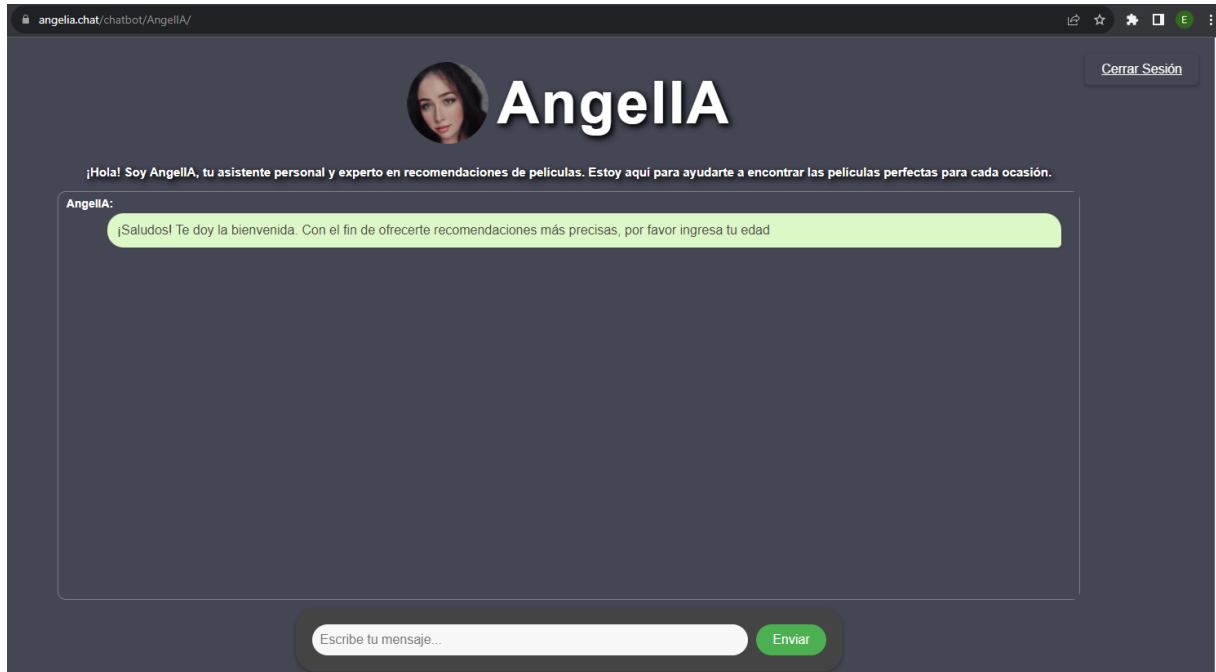 angelia.chat/chatbot/AngelIA/
E
Cerrar Sesión
AngelIA
¡Hola! Soy AngelIA, tu asistente personal y experto en recomendaciones de películas. Estoy aquí para ayudarte a encontrar las películas perfectas para cada ocasión.
AngelIA:
¡Saludos! Te doy la bienvenida. Con el fin de ofrecerte recomendaciones más precisas, por favor ingresa tu edad
Escribe tu mensaje...
Enviar